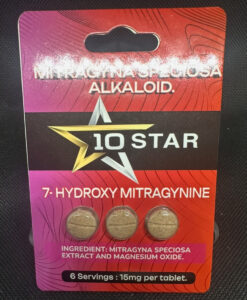 MITRAGYNA SPECIOSA
ALKALOID.
10 STAR
7- HYDROXY MITRAGYNINE
INGREDIENT: MITRAGYNA SPECIOSA
EXTRACT AND MAGNESIUM OXIDE.
6 Servings : 15mg per tablet.